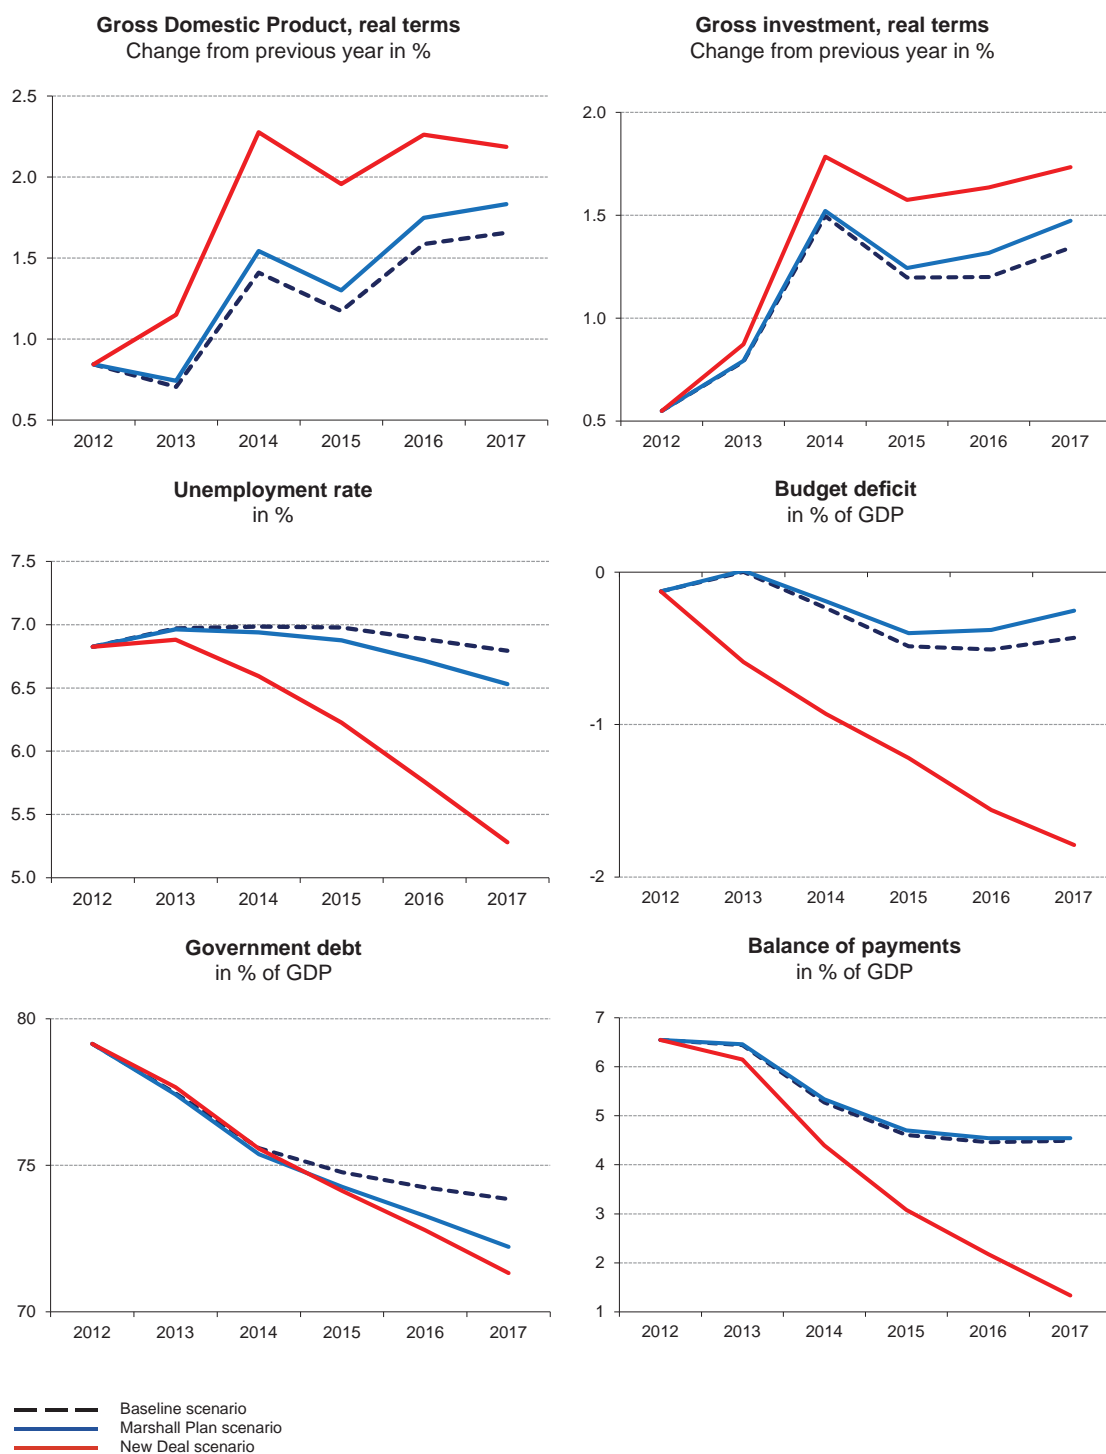 Gross Domestic Product, real terms
Change from previous year in %
2.5
2.0
1.5
1.0
0.5
2012 2013 2014 2015 2016 2017
Gross investment, real terms
Change from previous year in %
2.0
1.5
1.0
0.5
2012 2013 2014 2015 2016 2017
Unemployment rate
in %
7.5
7.0
6.5
6.0
5.5
5.0
2012 2013 2014 2015 2016 2017
Budget deficit
in % of GDP
0
-1
-2
2012 2013 2014 2015 2016 2017
Government debt
in % of GDP
80
75
70
2012 2013 2014 2015 2016 2017
Balance of payments
in % of GDP
7
6
5
4
3
2
1
2012 2013 2014 2015 2016 2017
Baseline scenario
Marshall Plan scenario
New Deal scenario